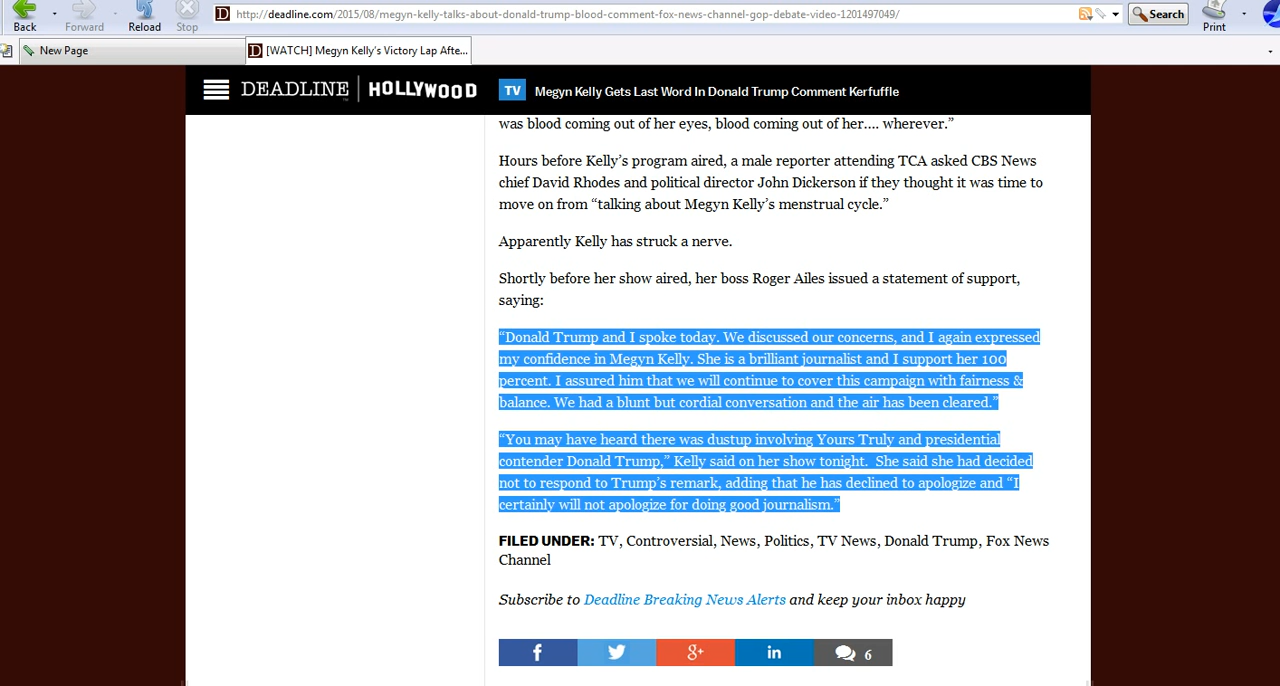 Back
Forward
Reload
Stop
http://deadline.com/2015/08/megyn-kelly-talks-about-donald-trump-blood-comment-fox-news-channel-gop-debate-video-1201497049/
Search
Print
New Page
D [WATCH] Megyn Kelly's Victory Lap Afte...
DEADLINE | HOLLYWOOD
TV Megyn Kelly Gets Last Word In Donald Trump Comment Kerfuffle
was blood coming out of her eyes, blood coming out of her.... wherever.”
Hours before Kelly’s program aired, a male reporter attending TCA asked CBS News
chief David Rhodes and political director John Dickerson if they thought it was time to
move on from “talking about Megyn Kelly’s menstrual cycle.”
Apparently Kelly has struck a nerve.
Shortly before her show aired, her boss Roger Ailes issued a statement of support,
saying:
“Donald Trump and I spoke today. We discussed our concerns, and I again expressed
my confidence in Megyn Kelly. She is a brilliant journalist and I support her 100
percent. I assured him that we will continue to cover this campaign with fairness &
balance. We had a blunt but cordial conversation and the air has been cleared.”
“You may have heard there was dustup involving Yours Truly and presidential
contender Donald Trump,” Kelly said on her show tonight. She said she had decided
not to respond to Trump’s remark, adding that he has declined to apologize and “I
certainly will not apologize for doing good journalism.”
FILED UNDER: TV, Controversial, News, Politics, TV News, Donald Trump, Fox News
Channel
Subscribe to Deadline Breaking News Alerts and keep your inbox happy
f
g+
in
6